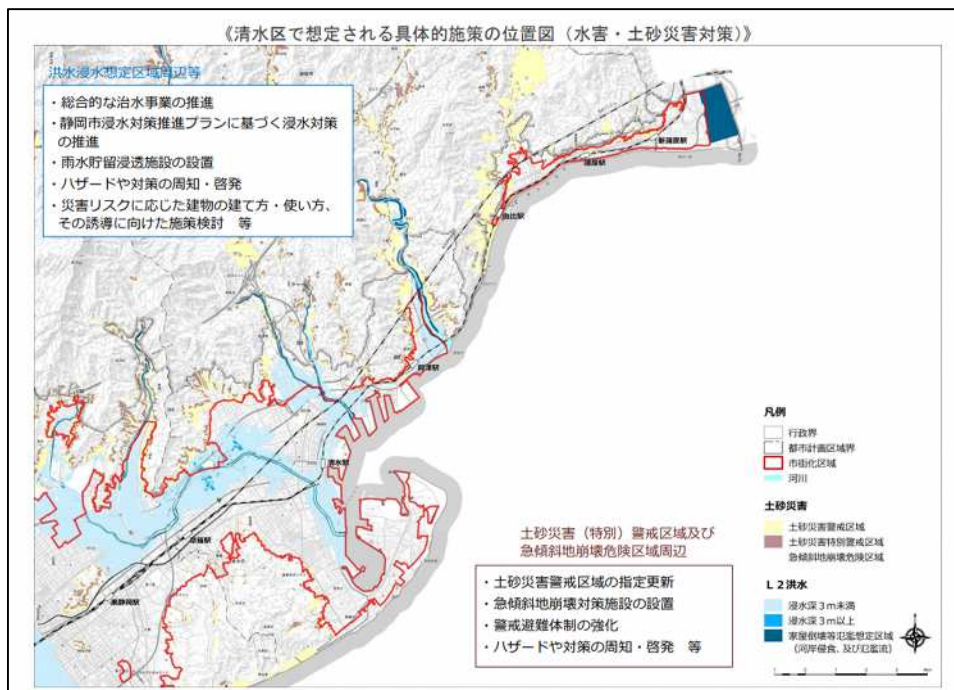 《清水区で想定される具体的施策の位置図（水害・土砂災害対策）》
洪水浸水想定区域周辺等
・総合的な治水事業の推進
・静岡市浸水対策推進プランに基づく浸水対策
の推進
・雨水貯留浸透施設の設置
・ハザードや対策の周知・啓発
・災害リスクに応じた建物の建て方・使い方、
その誘導に向けた施策検討　等
新蒲原駅
蒲原駅
由比駅
興津駅
清水駅
草薙駅
東静岡駅
土砂災害（特別）警戒区域及び
急傾斜地崩壊危険区域周辺
・土砂災害警戒区域の指定更新
・急傾斜地崩壊対策施設の設置
・警戒避難体制の強化
・ハザードや対策の周知・啓発　等
凡例
行政界
都市計画区域界
市街化区域
河川
土砂災害
土砂災害警戒区域
土砂災害特別警戒区域
急傾斜地崩壊危険区域
L２洪水
浸水深３ｍ未満
浸水深３ｍ以上
家屋倒壊等氾濫想定区域
（河岸侵食、及び氾濫流）